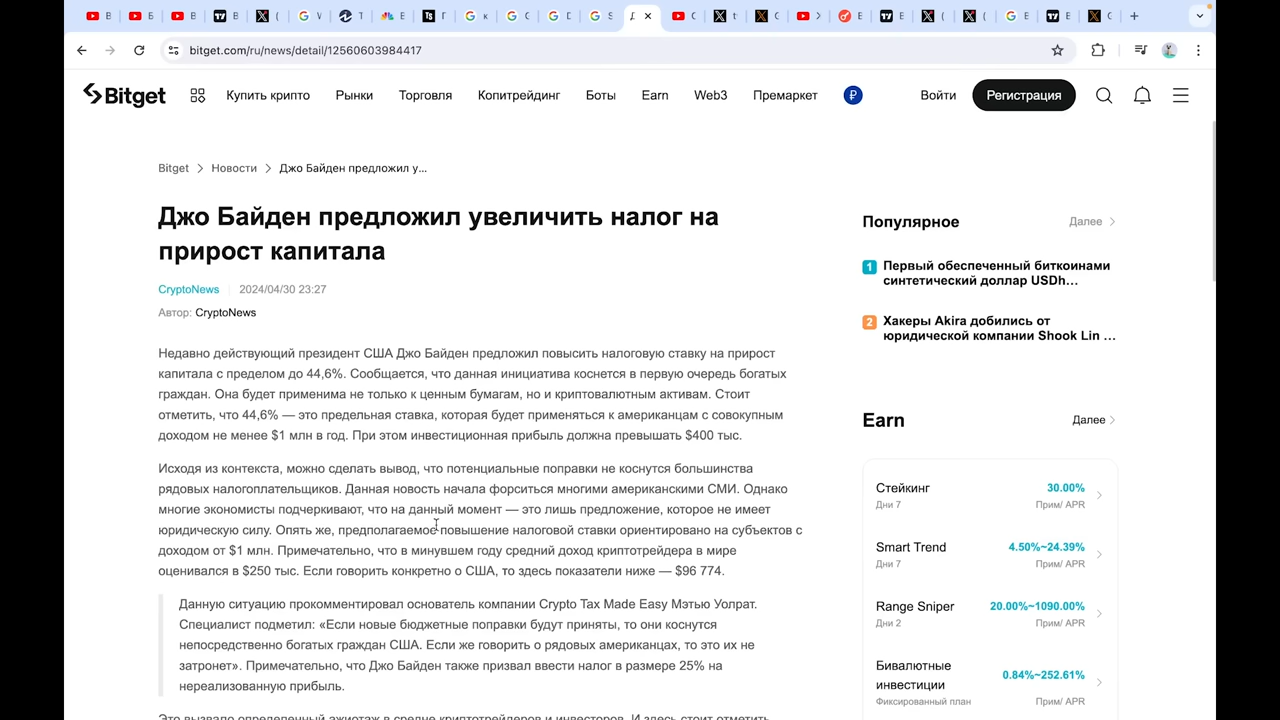 bitget.com/ru/news/detail/12560603984417
Bitget
Купить крипто
Рынки
Торговля
Копитрейдинг
Боты
Earn
Web3
Премаркет
Войти
Регистрация
Bitget > Новости > Джо Байден предложил у...
Джо Байден предложил увеличить налог на
прирост капитала
CryptoNews | 2024/04/30 23:27
Автор: CryptoNews
Недавно действующий президент США Джо Байден предложил повысить налоговую ставку на прирост
капитала с пределом до 44,6%. Сообщается, что данная инициатива коснется в первую очередь богатых
граждан. Она будет применима не только к ценным бумагам, но и криптовалютным активам. Стоит
отметить, что 44,6% — это предельная ставка, которая будет применяться к американцам с совокупным
доходом не менее $1 млн в год. При этом инвестиционная прибыль должна превышать $400 тыс.
Исходя из контекста, можно сделать вывод, что потенциальные поправки не коснутся большинства
рядовых налогоплательщиков. Данная новость начала форситься многими американскими СМИ. Однако
многие экономисты подчеркивают, что на данный момент — это лишь предложение, которое не имеет
юридическую силу. Опять же, предполагаемое повышение налоговой ставки ориентировано на субъектов с
доходом от $1 млн. Примечательно, что в минувшем году средний доход криптотрейдера в мире
оценивался в $250 тыс. Если говорить конкретно о США, то здесь показатели ниже — $96 774.
Данную ситуацию прокомментировал основатель компании Crypto Tax Made Easy Мэтью Уолрат.
Специалист подметил: «Если новые бюджетные поправки будут приняты, то они коснутся
непосредственно богатых граждан США. Если же говорить о рядовых американцах, то это их не
затронет». Примечательно, что Джо Байден также призвал ввести налог в размере 25% на
нереализованную прибыль.
Это вызвало определенный ажиотаж в среде криптотрейдеров и инвесторов. И здесь стоит отметить,
Популярное
Далее >
1 Первый обеспеченный биткоинами
синтетический доллар USDh...
2 Хакеры Akira добились от
юридической компании Shook Lin ...
Earn
Далее >
Стейкинг 30.00%
Дни 7 Прим/ APR
Smart Trend 4.50%~24.39%
Дни 7 Прим/ APR
Range Sniper 20.00%~1090.00%
Дни 2 Прим/ APR
Бивалютные
инвестиции 0.84%~252.61%
Фиксированный план Прим/ APR